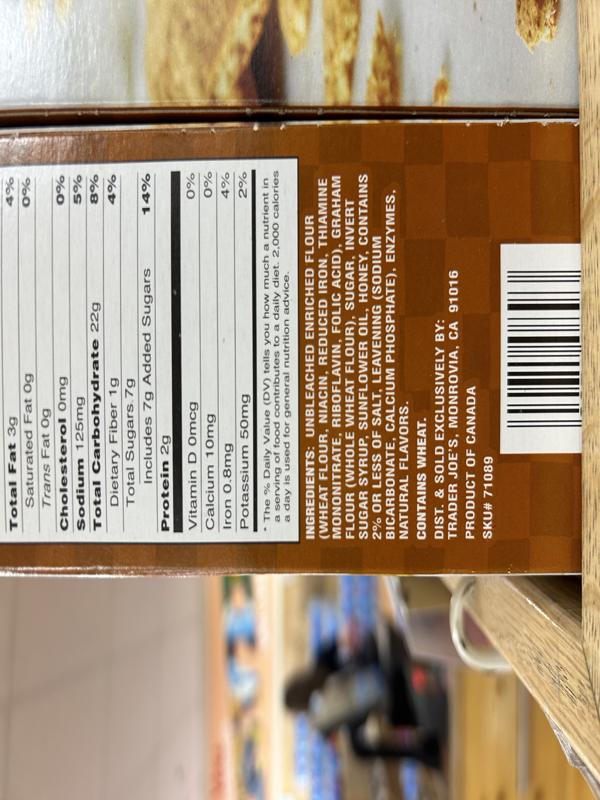 Total Fat 3g 4%
Saturated Fat 0g 0%
Trans Fat 0g
Cholesterol 0mg 0%
Sodium 125mg 5%
Total Carbohydrate 22g 8%
Dietary Fiber 1g 4%
Total Sugars 7g
Includes 7g Added Sugars 14%
Protein 2g
Vitamin D 0mcg 0%
Calcium 10mg 0%
Iron 0.8mg 4%
Potassium 50mg 2%
* The % Daily Value (DV) tells you how much a nutrient in
a serving of food contributes to a daily diet. 2,000 calories
a day is used for general nutrition advice.
INGREDIENTS: UNBLEACHED ENRICHED FLOUR
(WHEAT FLOUR, NIACIN, REDUCED IRON, THIAMINE
MONONITRATE, RIBOFLAVIN, FOLIC ACID), GRAHAM
FLOUR (WHOLE WHEAT FLOUR), SUGAR, INVERT
SUGAR SYRUP, SUNFLOWER OIL, HONEY, CONTAINS
2% OR LESS OF SALT, LEAVENING (SODIUM
BICARBONATE, CALCIUM PHOSPHATE), ENZYMES,
NATURAL FLAVORS.
CONTAINS WHEAT.
DIST. & SOLD EXCLUSIVELY BY:
TRADER JOE'S, MONROVIA, CA 91016
PRODUCT OF CANADA
SKU# 71089